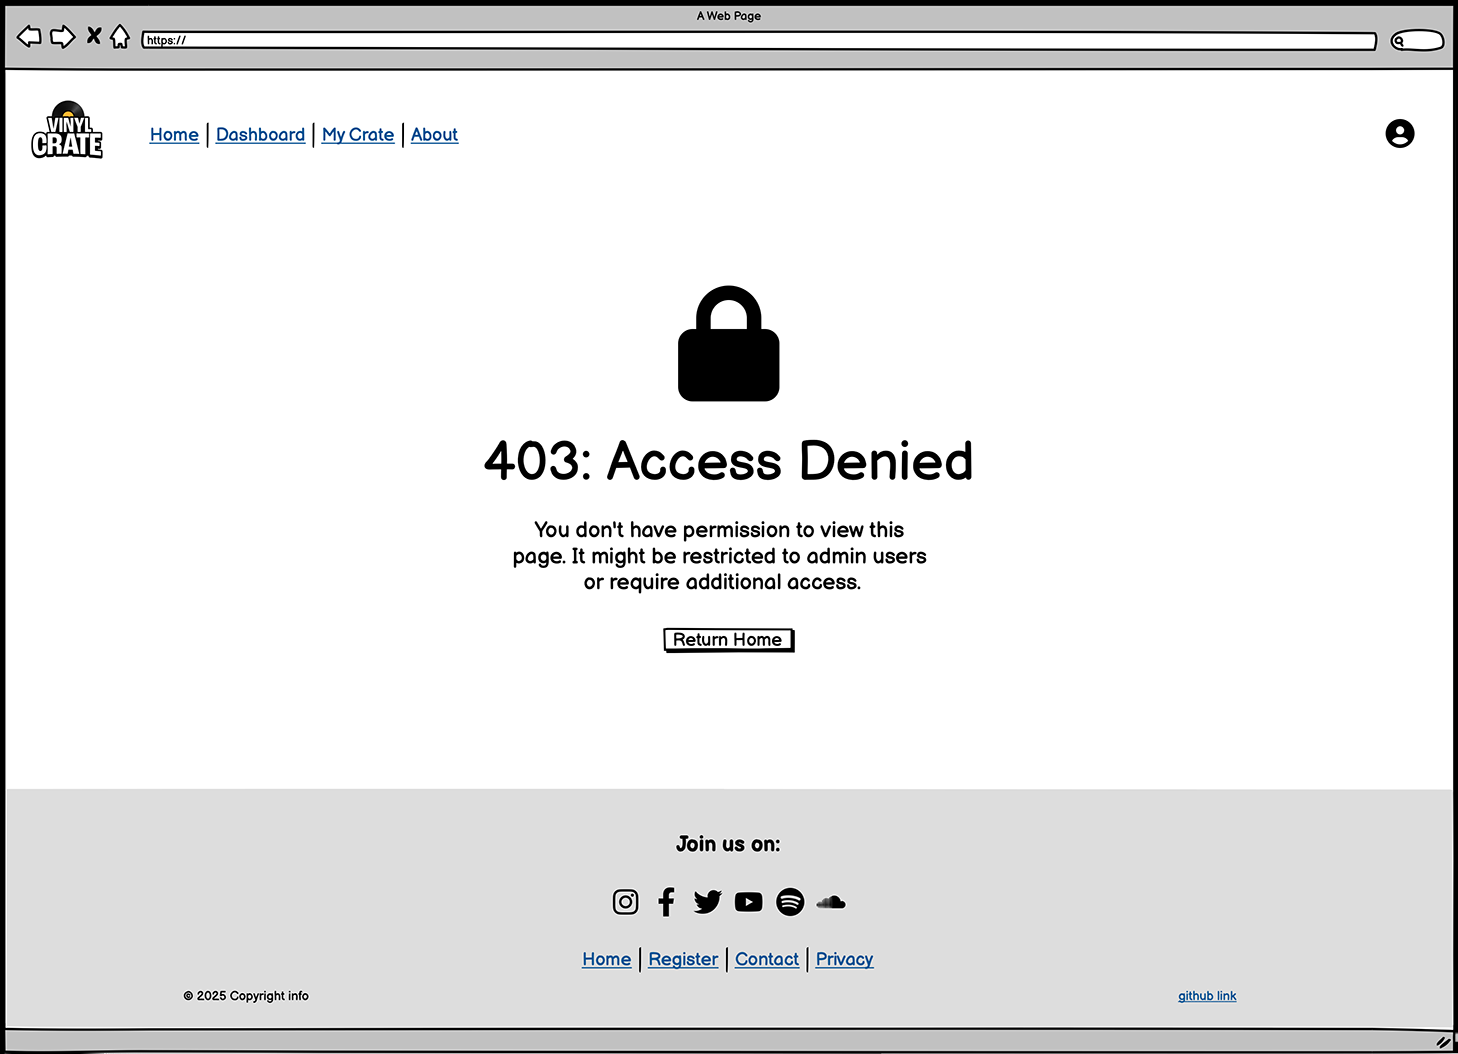 A Web Page
https://
VINYL
CRATE
Home | Dashboard | My Crate | About
403: Access Denied
You don't have permission to view this
page. It might be restricted to admin users
or require additional access.
Return Home
Join us on:
Home | Register | Contact | Privacy
© 2025 Copyright info
github link